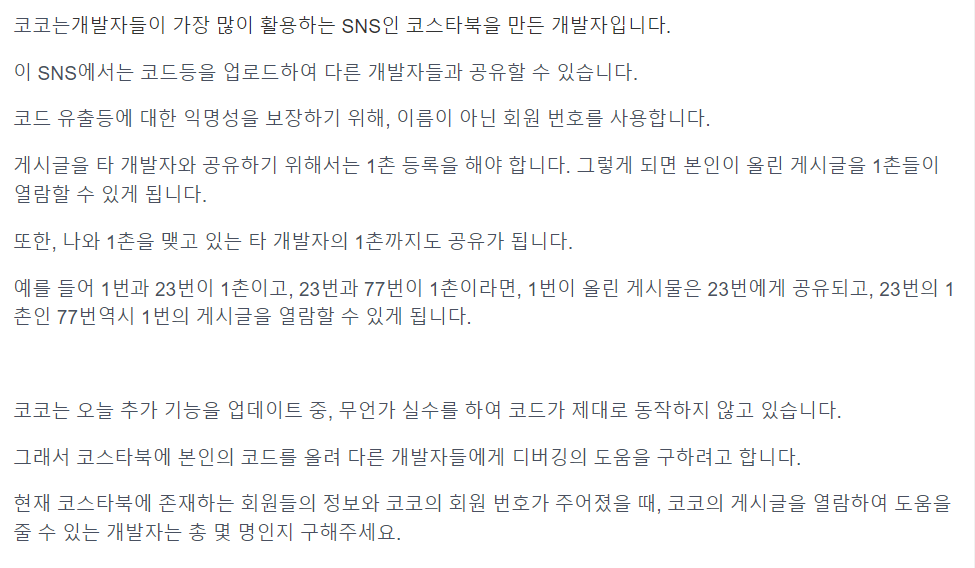 코코는개발자들이 가장 많이 활용하는 SNS인 코스타북을 만든 개발자입니다.
이 SNS에서는 코드등을 업로드하여 다른 개발자들과 공유할 수 있습니다.
코드 유출등에 대한 익명성을 보장하기 위해, 이름이 아닌 회원 번호를 사용합니다.
게시글을 타 개발자와 공유하기 위해서는 1촌 등록을 해야 합니다. 그렇게 되면 본인이 올린 게시글을 1촌들이
열람할 수 있게 됩니다.
또한, 나와 1촌을 맺고 있는 타 개발자의 1촌까지도 공유가 됩니다.
예를 들어 1번과 23번이 1촌이고, 23번과 77번이 1촌이라면, 1번이 올린 게시물은 23번에게 공유되고, 23번의 1
촌인 77번역시 1번의 게시글을 열람할 수 있게 됩니다.
코코는 오늘 추가 기능을 업데이트 중, 무언가 실수를 하여 코드가 제대로 동작하지 않고 있습니다.
그래서 코스타북에 본인의 코드를 올려 다른 개발자들에게 디버깅의 도움을 구하려고 합니다.
현재 코스타북에 존재하는 회원들의 정보와 코코의 회원 번호가 주어졌을 때, 코코의 게시글을 열람하여 도움을
줄 수 있는 개발자는 총 몇 명인지 구해주세요.